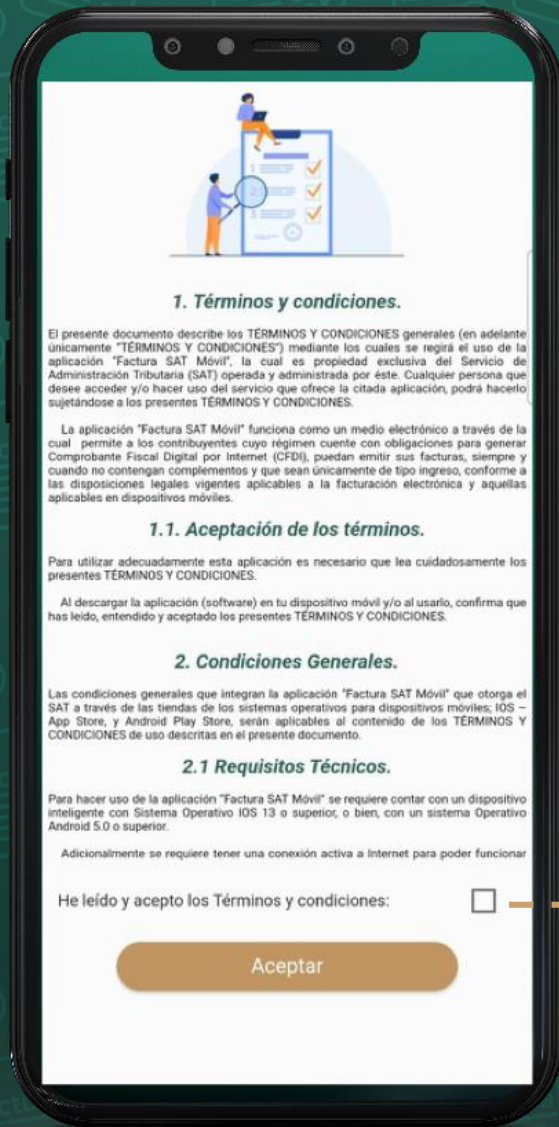 1. Términos y condiciones.
El presente documento describe los TÉRMINOS Y CONDICIONES generales (en adelante
únicamente "TÉRMINOS Y CONDICIONES") mediante los cuales se regirá el uso de la
aplicación "Factura SAT Móvil", la cual es propiedad exclusiva del Servicio de
Administración Tributaria (SAT) operada y administrada por éste. Cualquier persona que
desee acceder y/o hacer uso del servicio que ofrece la citada aplicación, podrá hacerlo
sujetándose a los presentes TÉRMINOS Y CONDICIONES.
La aplicación "Factura SAT Móvil" funciona como un medio electrónico a través de la
cual permite a los contribuyentes cuyo régimen cuente con obligaciones para generar
Comprobante Fiscal Digital por Internet (CFDI), puedan emitir sus facturas, siempre y
cuando no contengan complementos y que sean únicamente de tipo ingreso, conforme a
las disposiciones legales vigentes aplicables a la facturación electrónica y aquellas
aplicables en dispositivos móviles.
1.1. Aceptación de los términos.
Para utilizar adecuadamente esta aplicación es necesario que lea cuidadosamente los
presentes TÉRMINOS Y CONDICIONES.
Al descargar la aplicación (software) en tu dispositivo móvil y/o al usarlo, confirma que
has leído, entendido y aceptado los presentes TÉRMINOS Y CONDICIONES.
2. Condiciones Generales.
Las condiciones generales que integran la aplicación "Factura SAT Móvil" que otorga el
SAT a través de las tiendas de los sistemas operativos para dispositivos móviles; IOS –
App Store, y Android Play Store, serán aplicables al contenido de los TÉRMINOS Y
CONDICIONES de uso descritas en el presente documento.
2.1 Requisitos Técnicos.
Para hacer uso de la aplicación "Factura SAT Móvil" se requiere contar con un dispositivo
inteligente con Sistema Operativo IOS 13 o superior, o bien, con un sistema Operativo
Android 5.0 o superior.
Adicionalmente se requiere tener una conexión activa a Internet para poder funcionar
He leído y acepto los Términos y condiciones:
Aceptar